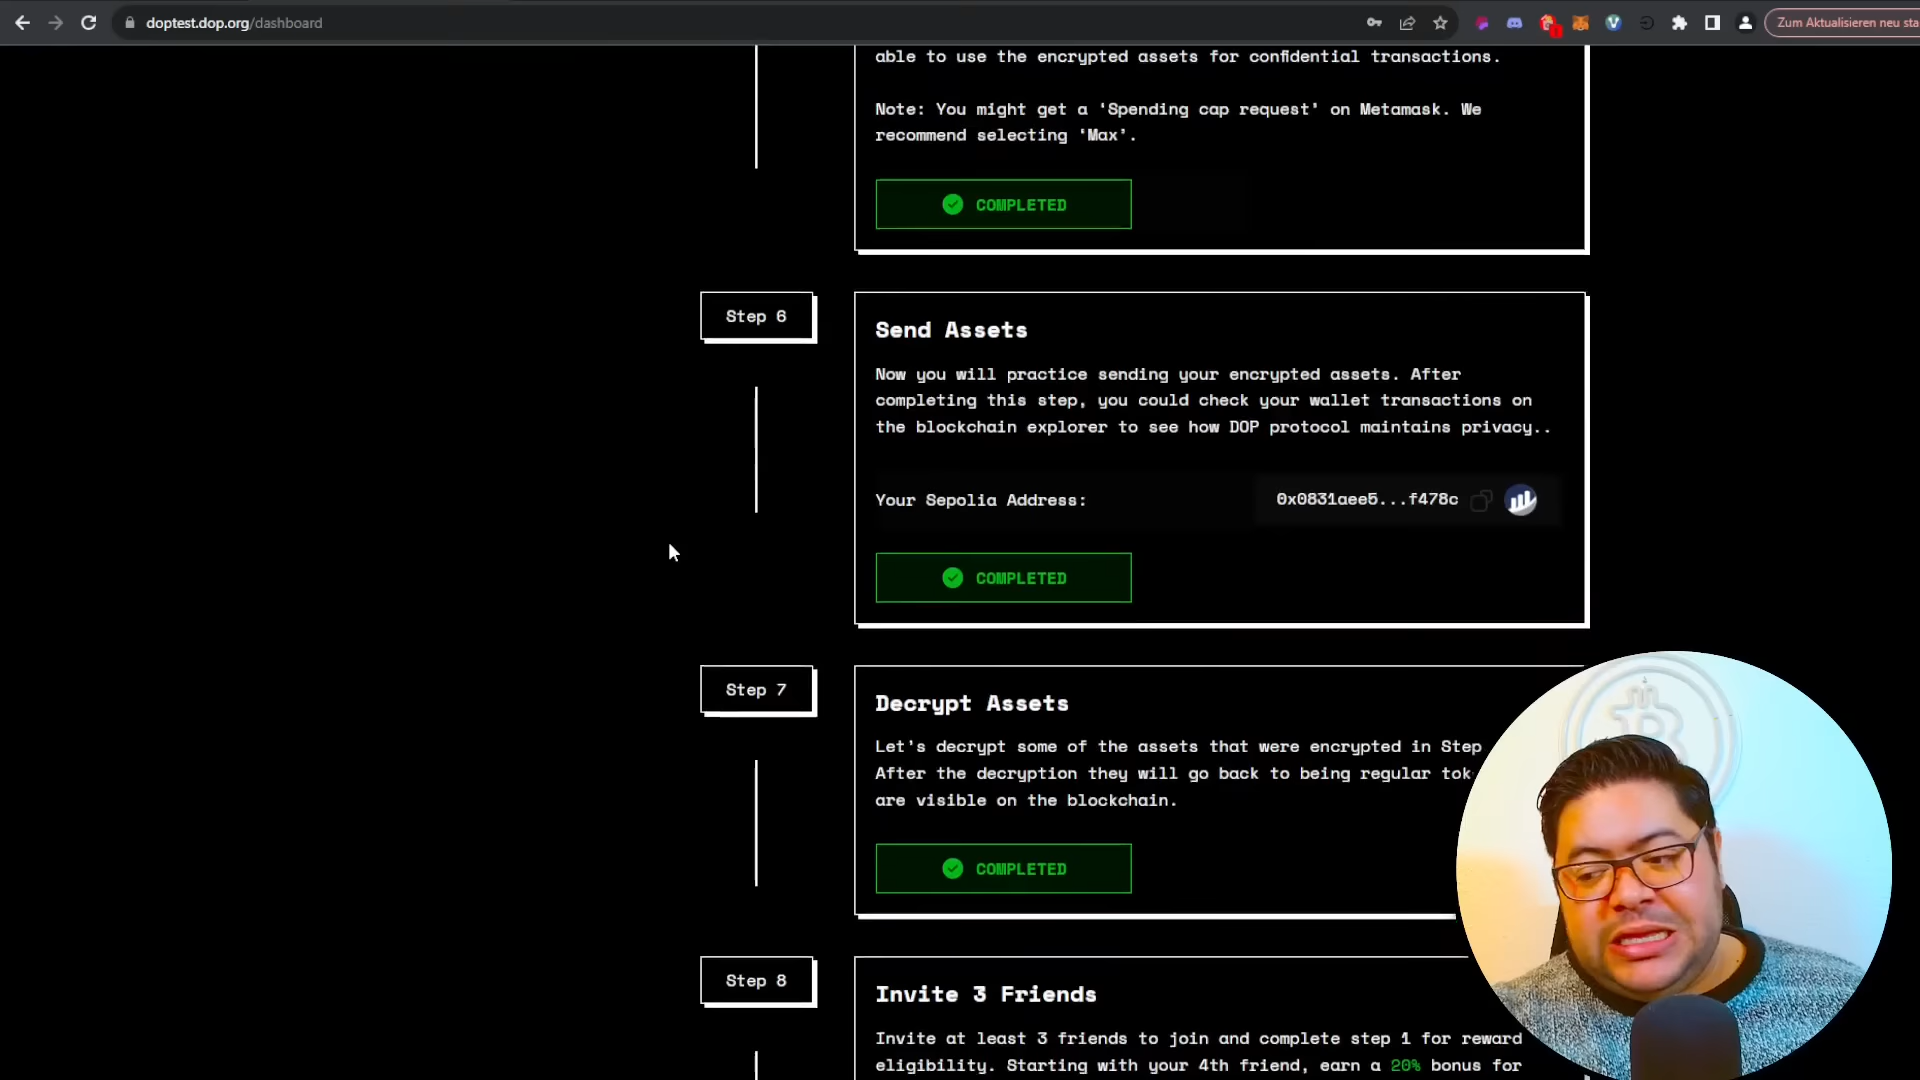 doptest.dop.org/dashboard
Zum Aktualisieren neu sta
able to use the encrypted assets for confidential transactions.
Note: You might get a ‘Spending cap request’ on Metamask. We
recommend selecting ‘Max’.
COMPLETED
Step 6
Send Assets
Now you will practice sending your encrypted assets. After
completing this step, you could check your wallet transactions on
the blockchain explorer to see how DOP protocol maintains privacy..
Your Sepolia Address:
0x0831aee5...f478c
COMPLETED
Step 7
Decrypt Assets
Let’s decrypt some of the assets that were encrypted in Step
After the decryption they will go back to being regular tok
are visible on the blockchain.
COMPLETED
Step 8
Invite 3 Friends
Invite at least 3 friends to join and complete step 1 for reward
eligibility. Starting with your 4th friend, earn a 20% bonus for